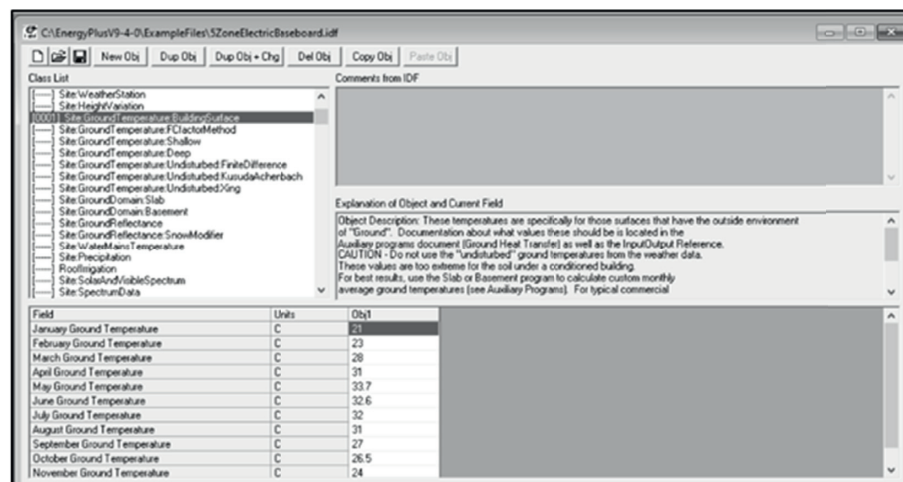 C:\EnergyPlusV9-4-0\ExampleFiles\5ZoneElectricBaseboard.idf
New Obj Dup Obj Dup Obj + Chg Del Obj Copy Obj Paste Obj
Class List
[-----] Site:WeatherStation
[-----] Site:HeightVariation
[0001] Site:GroundTemperature:BuildingSurface
[-----] Site:GroundTemperature:FCfactorMethod
[-----] Site:GroundTemperature:Shallow
[-----] Site:GroundTemperature:Deep
[-----] Site:GroundTemperature:Undisturbed:FiniteDifference
[-----] Site:GroundTemperature:Undisturbed:KusudaAchenbach
[-----] Site:GroundTemperature:Undisturbed:Xing
[-----] Site:GroundDomain:Slab
[-----] Site:GroundDomain:Basement
[-----] Site:GroundReflectance
[-----] Site:GroundReflectance:SnowModifier
[-----] Site:WaterMainsTemperature
[-----] Site:Precipitation
[-----] RoofIrrigation
[-----] Site:SolarAndVisibleSpectrum
[-----] Site:SpectrumData
Comments from IDF
Explanation of Object and Current Field
Object Description: These temperatures are specifically for those surfaces that have the outside environment
of "Ground". Documentation about what values these should be is located in the
Auxiliary programs document (Ground Heat Transfer) as well as the InputOutput Reference.
CAUTION - Do not use the "undisturbed" ground temperatures from the weather data.
These values are too extreme for the soil under a conditioned building.
For best results, use the Slab or Basement program to calculate custom monthly
average ground temperatures (see Auxiliary Programs). For typical commercial
Field Units Obj1
January Ground Temperature C 21
February Ground Temperature C 23
March Ground Temperature C 28
April Ground Temperature C 31
May Ground Temperature C 33.7
June Ground Temperature C 32.6
July Ground Temperature C 32
August Ground Temperature C 31
September Ground Temperature C 27
October Ground Temperature C 26.5
November Ground Temperature C 24